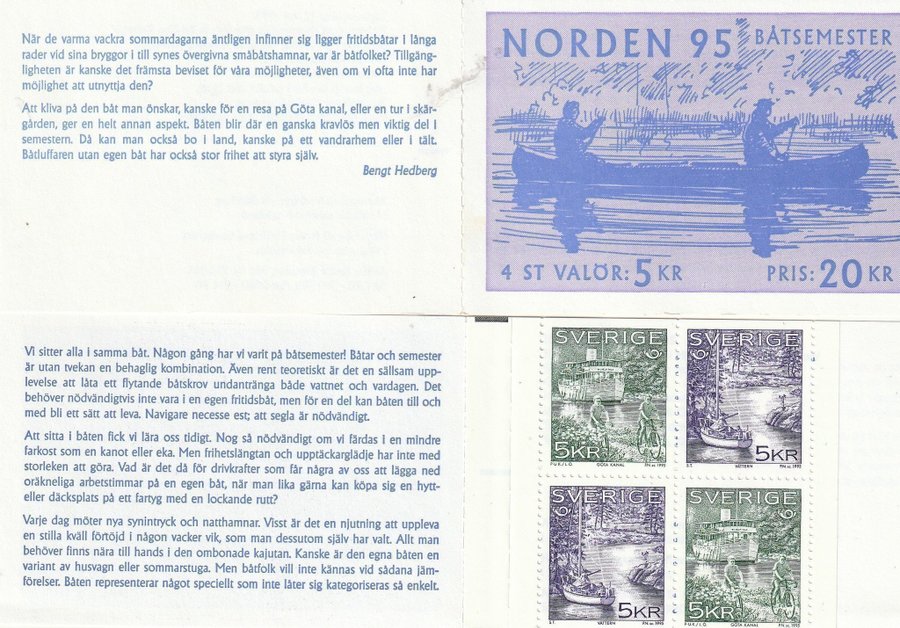 När de varma vackra sommardagarna äntligen infinner sig ligger fritidsbåtar i långa
rader vid sina bryggor i till synes övergivna småbåtshamnar, var är båtfolket? Tillgäng-
ligheten är kanske det främsta beviset för våra möjligheter, även om vi ofta inte har
möjlighet att utnyttja den?
Att kliva på den båt man önskar, kanske för en resa på Göta kanal, eller en tur i skär-
gården, ger en helt annan aspekt. Båten blir där en ganska kravlös men viktig del i
semestern. Då kan man också bo i land, kanske på ett vandrarhem eller i tält.
Båtluffaren utan egen båt har också stor frihet att styra själv.
Bengt Hedberg
NORDEN 95 BÅTSEMESTER
4 ST VALÖR: 5 KR PRIS: 20 KR
Vi sitter alla i samma båt. Någon gång har vi varit på båtsemester! Båtar och semester
är utan tvekan en behaglig kombination. Även rent teoretiskt är det en sällsam upp-
levelse att låta ett flytande båtskrov undantränga både vattnet och vardagen. Det
behöver nödvändigtvis inte vara i en egen fritidsbåt, men för en del kan båten till och
med bli ett sätt att leva. Navigare necesse est; att segla är nödvändigt.
Att sitta i båten fick vi lära oss tidigt. Nog så nödvändigt om vi färdas i en mindre
farkost som en kanot eller eka. Men frihetslängtan och upptäckarglädje har inte med
storleken att göra. Vad är det då för drivkrafter som får några av oss att lägga ned
oräkneliga arbetstimmar på en egen båt, när man lika gärna kan köpa sig en hytt-
eller däcksplats på ett fartyg med en lockande rutt?
Varje dag möter nya synintryck och natthamnar. Visst är det en njutning att uppleva
en stilla kväll förtöjd i någon vacker vik, som man dessutom själv har valt. Allt man
behöver finns nära till hands i den ombonade kajutan. Kanske är den egna båten en
variant av husvagn eller sommarstuga. Men båtfolk vill inte kännas vid sådana jäm-
förelser. Båten representerar något speciellt som inte låter sig kategoriseras så enkelt.
SVERIGE
5KR
GÖTA KANAL PN sc. 1995
SVERIGE
5KR
S.T. VÄTTERN PN sc. 1995
SVERIGE
5KR
S.T. VÄTTERN PN sc. 1995
SVERIGE
5KR
GÖTA KANAL PN sc. 1995